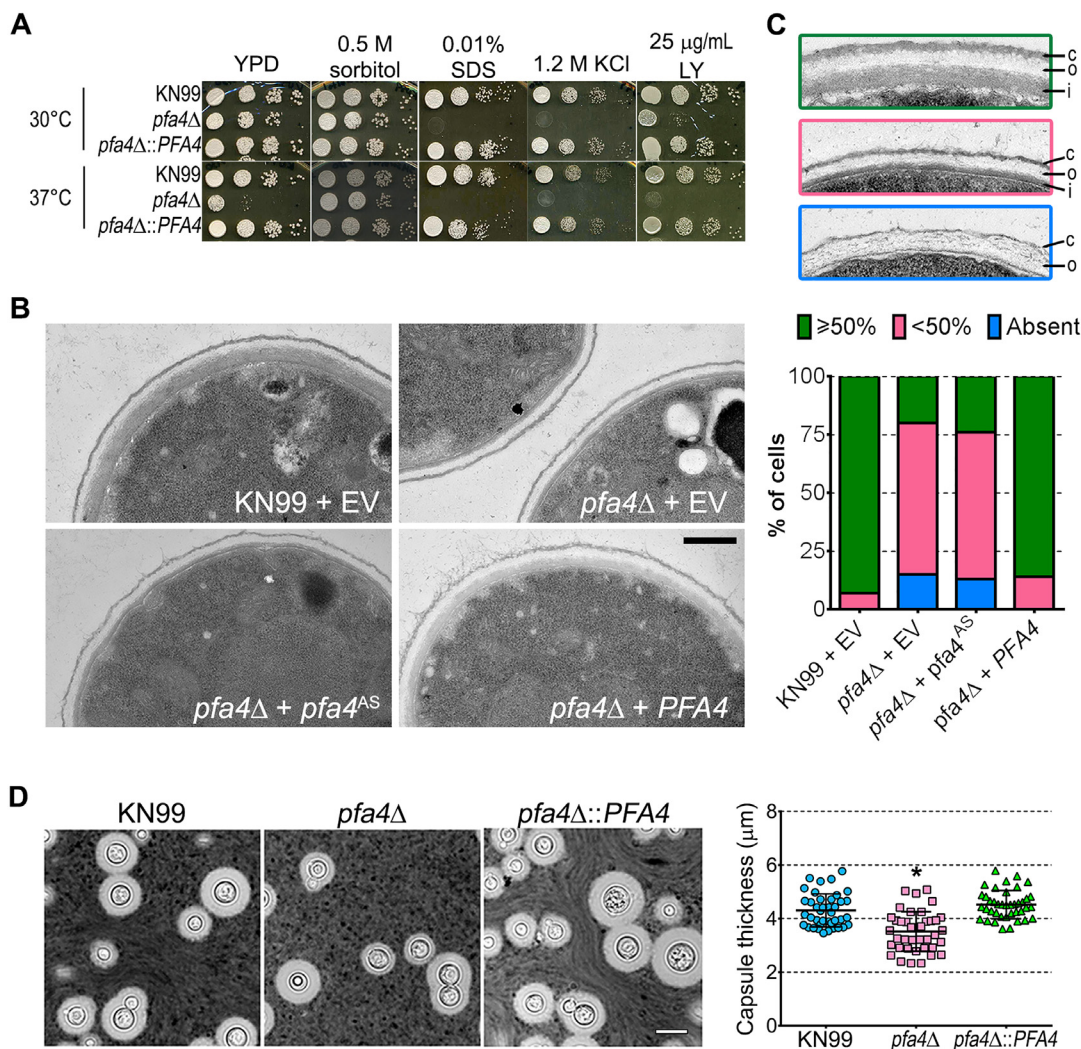 A
YPD
0.5 M
sorbitol
0.01%
SDS
1.2 M KCl
25 µg/mL
LY
30°C
KN99
pfa4Δ
pfa4Δ::PFA4
37°C
KN99
pfa4Δ
pfa4Δ::PFA4
B
KN99 + EV
pfa4Δ + EV
pfa4Δ + pfa4ᴬˢ
pfa4Δ + PFA4
C
c
o
i
c
o
i
c
o
≥50% <50% Absent
% of cells
100
75
50
25
0
KN99 + EV
pfa4Δ + EV
pfa4Δ + pfa4ᴬˢ
pfa4Δ + PFA4
D
KN99
pfa4Δ
pfa4Δ::PFA4
Capsule thickness (µm)
8
6
4
2
0
*
KN99
pfa4Δ
pfa4Δ::PFA4